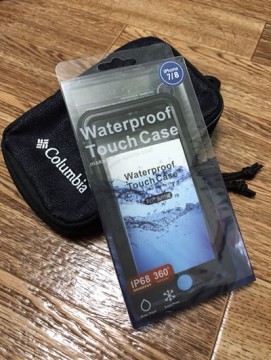 iPhone
7/8
Waterproof
Touch Case
Waterproof
Touch Case
IP68 360°
Columbia